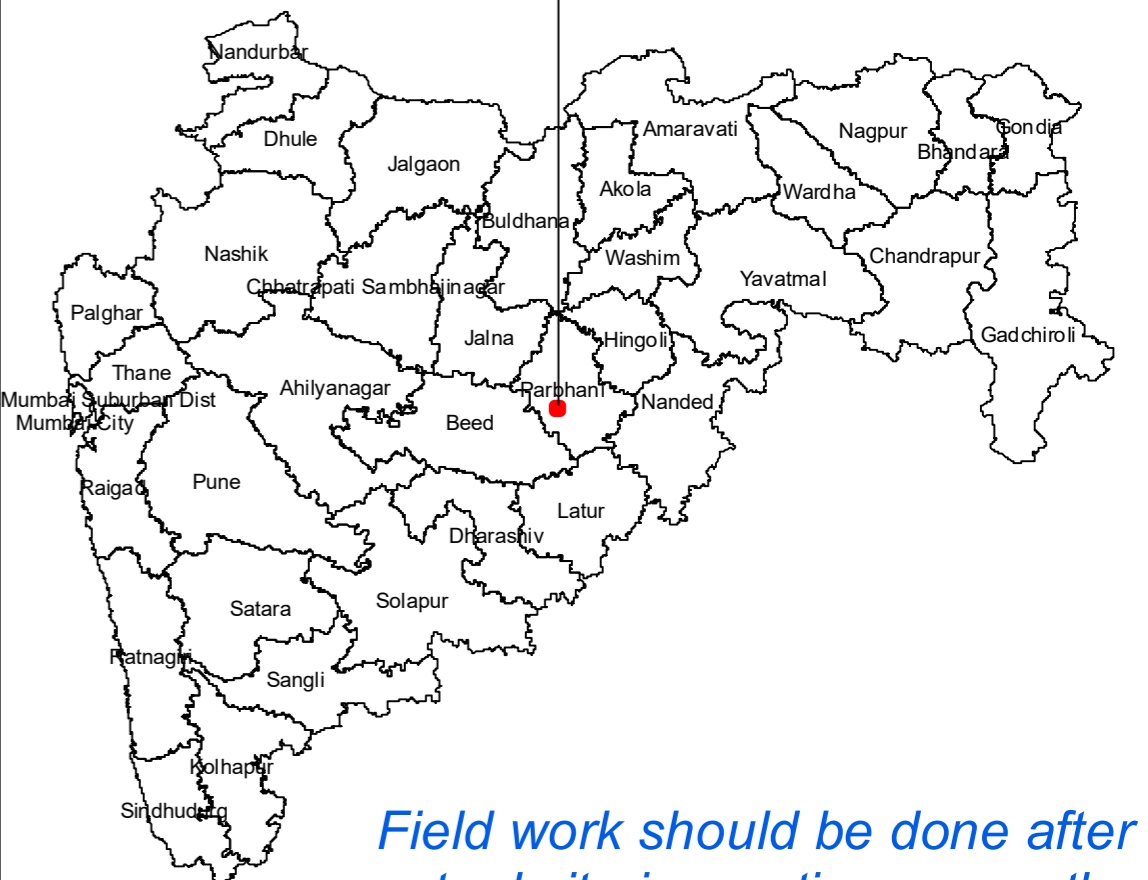 Nandurbar
Dhule
Jalgaon
Amaravati
Nagpur
Gondia
Bhandara
Akola
Wardha
Buldhana
Nashik
Washim
Chandrapur
Yavatmal
Chhatrapati Sambhajinagar
Palghar
Jalna
Hingoli
Gadchiroli
Thane
Ahilyanagar
Parbhani
Mumbai Suburban Dist
Nanded
Mumbai City
Beed
Raigad
Pune
Latur
Dharashiv
Satara
Solapur
Ratnagiri
Sangli
Kolhapur
Sindhudurg
Field work should be done after